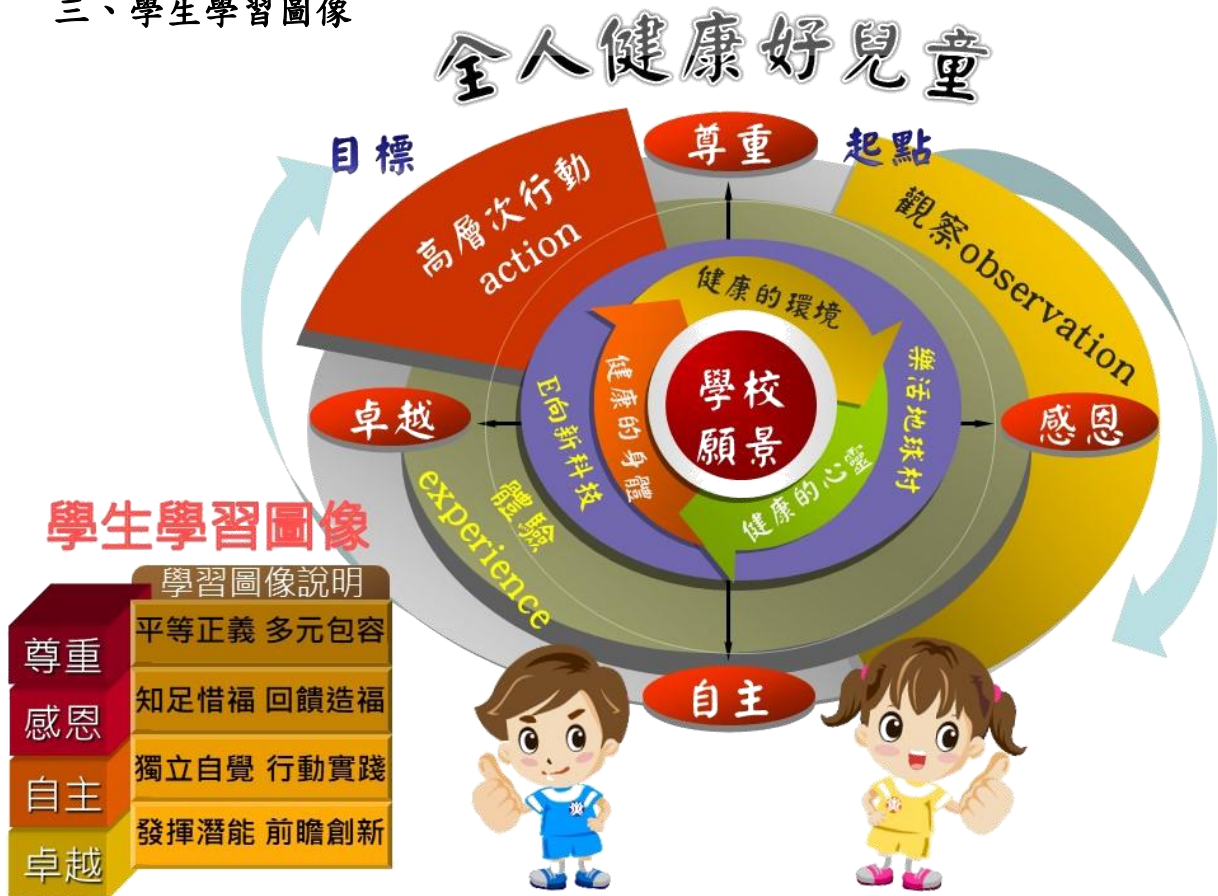 三、學生學習圖像
全人健康好兒童
目標
起點
尊重
高層次行動
action
觀察observation
健康的環境
學校
願景
健康的身體
健康的心靈
E向新科技
樂活地球村
卓越
感恩
體驗
experience
自主
學生學習圖像
學習圖像說明
尊重
平等正義 多元包容
感恩
知足惜福 回饋造福
自主
獨立自覺 行動實踐
卓越
發揮潛能 前瞻創新